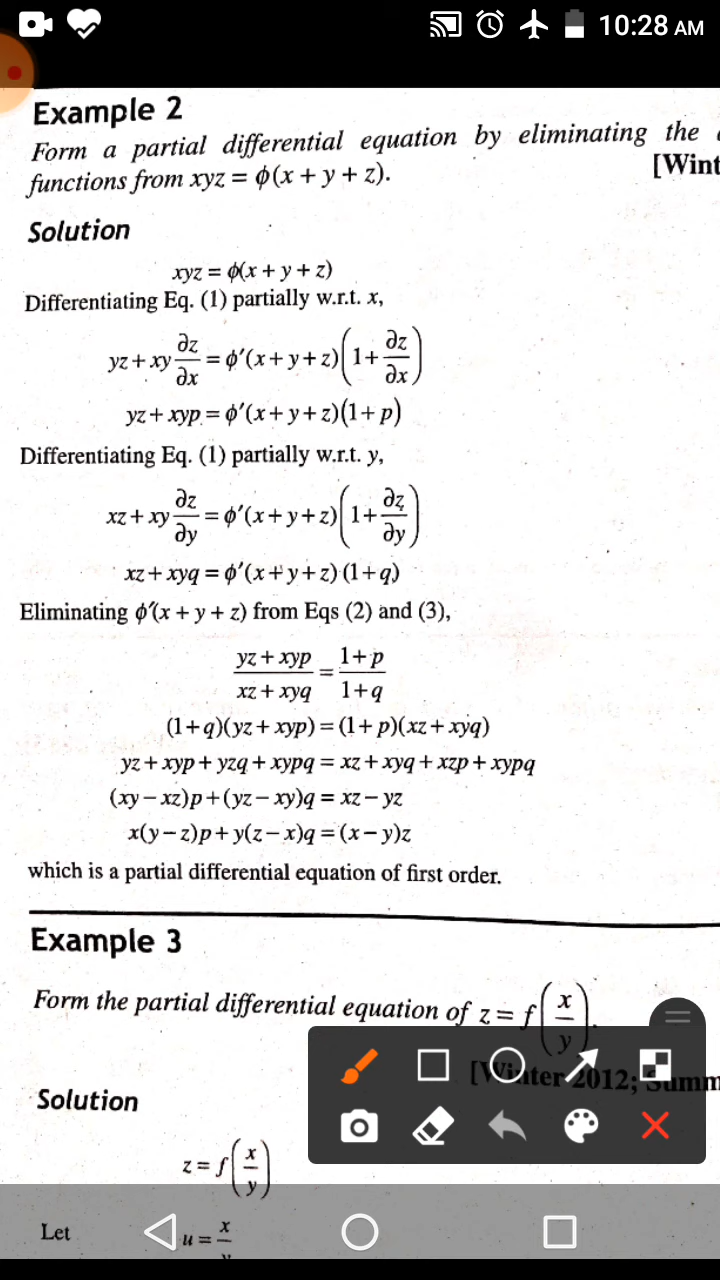 10:28 AM
Example 2
Form a partial differential equation by eliminating the
functions from xyz = ϕ(x + y + z). [Wint
Solution
xyz = ϕ(x + y + z)
Differentiating Eq. (1) partially w.r.t. x,
yz + xy ∂z/∂x = ϕ′(x + y + z)(1 + ∂z/∂x)
yz + xyp = ϕ′(x + y + z)(1 + p)
Differentiating Eq. (1) partially w.r.t. y,
xz + xy ∂z/∂y = ϕ′(x + y + z)(1 + ∂z/∂y)
xz + xyq = ϕ′(x + y + z)(1 + q)
Eliminating ϕ′(x + y + z) from Eqs (2) and (3),
(yz + xyp)/(xz + xyq) = (1 + p)/(1 + q)
(1 + q)(yz + xyp) = (1 + p)(xz + xyq)
yz + xyp + yzq + xypq = xz + xyq + xzp + xypq
(xy − xz)p + (yz − xy)q = xz − yz
x(y − z)p + y(z − x)q = (x − y)z
which is a partial differential equation of first order.
Example 3
Form the partial differential equation of z = f(x/y).
[Winter 2012; Summ
Solution
z = f(x/y)
Let u = x/y